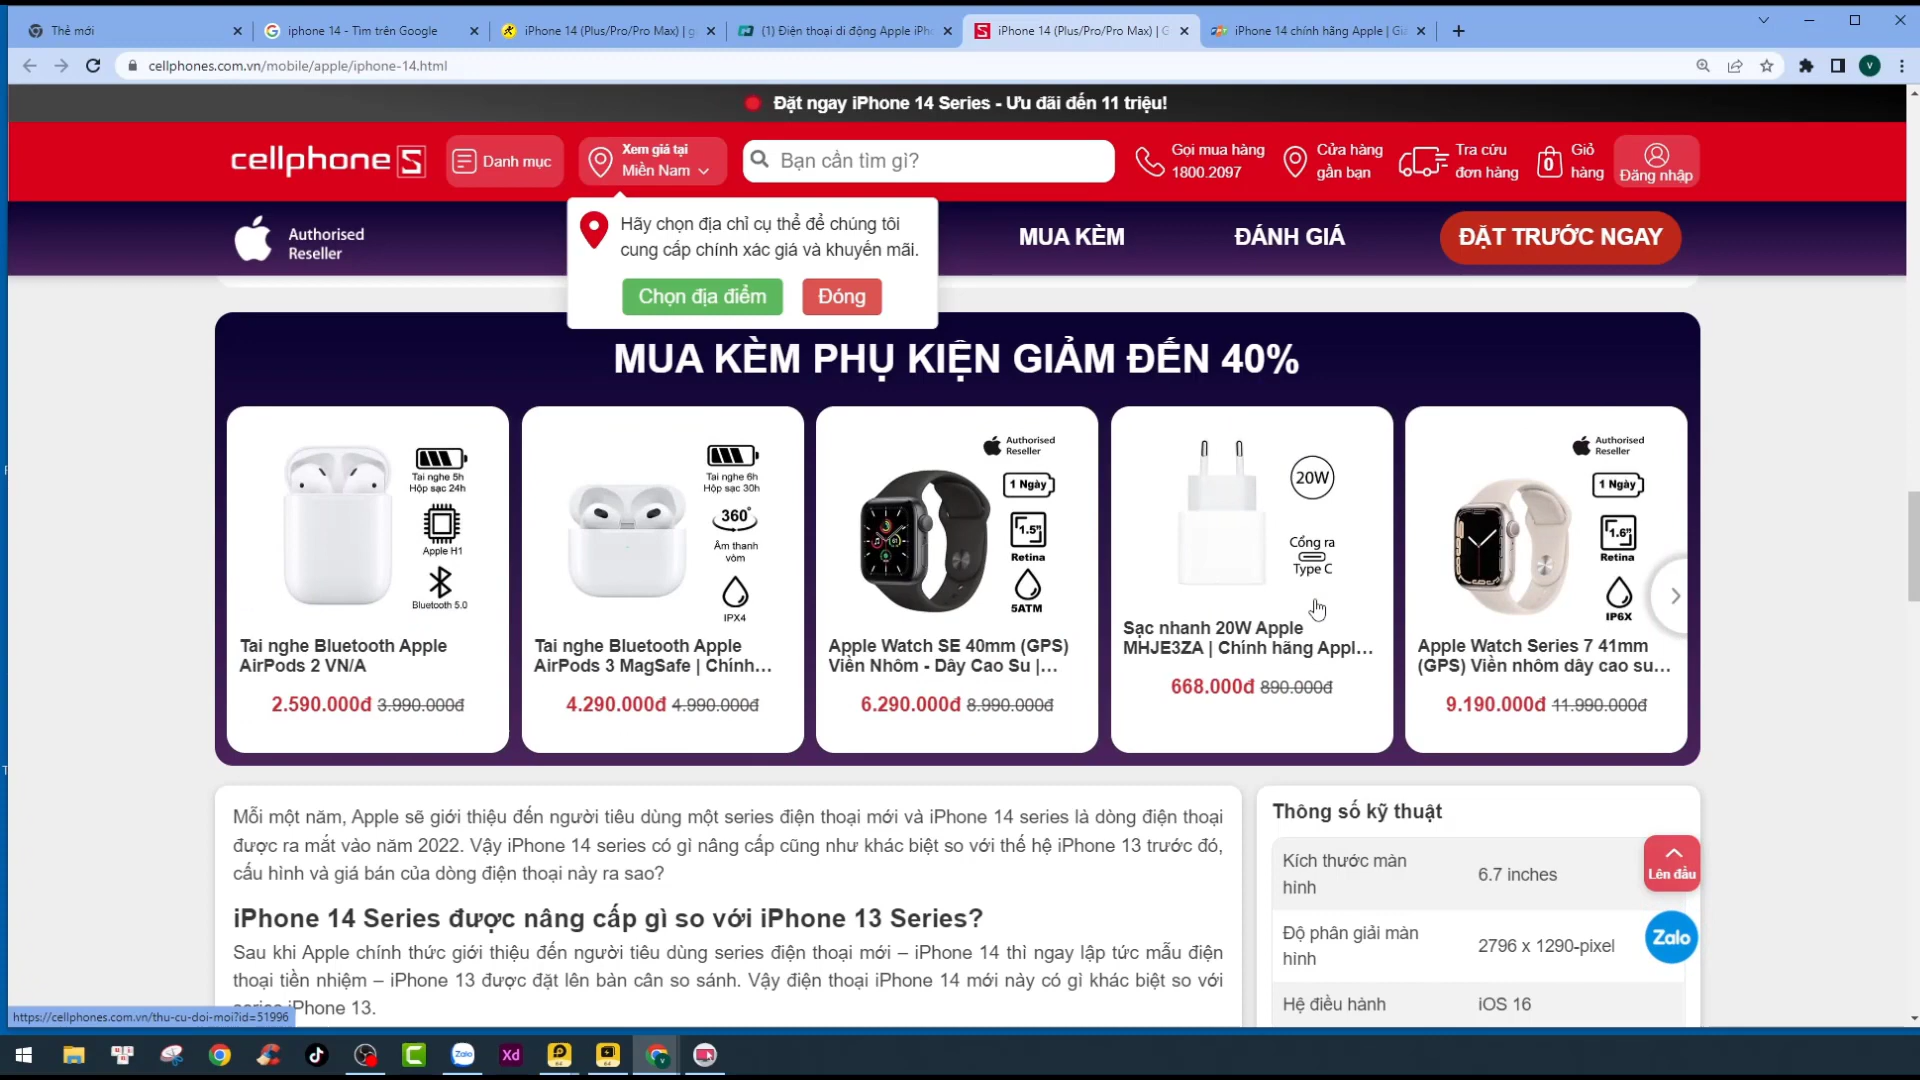 Thẻ mới
iphone 14 - Tìm trên Google
iPhone 14 (Plus/Pro/Pro Max) | g
(1) Điện thoại di động Apple iPh
iPhone 14 (Plus/Pro/Pro Max) | G
iPhone 14 chính hãng Apple | Gi
cellphones.com.vn/mobile/apple/iphone-14.html
V
Đặt ngay iPhone 14 Series - Ưu đãi đến 11 triệu!
cellphone S
Danh mục
Xem giá tại
Miền Nam
Bạn cần tìm gì?
Gọi mua hàng
1800.2097
Cửa hàng
gần bạn
Tra cứu
đơn hàng
0
Giỏ
hàng
Đăng nhập
Authorised
Reseller
Hãy chọn địa chỉ cụ thể để chúng tôi
cung cấp chính xác giá và khuyến mãi.
Chọn địa điểm
Đóng
MUA KÈM
ĐÁNH GIÁ
ĐẶT TRƯỚC NGAY
MUA KÈM PHỤ KIỆN GIẢM ĐẾN 40%
Tai nghe 5h
Hộp sạc 24h
Apple H1
Bluetooth 5.0
Tai nghe Bluetooth Apple
AirPods 2 VN/A
2.590.000đ 3.990.000đ
Tai nghe 6h
Hộp sạc 30h
360°
Âm thanh
vòm
IPX4
Tai nghe Bluetooth Apple
AirPods 3 MagSafe | Chính...
4.290.000đ 4.990.000đ
Authorised
Reseller
1 Ngày
1.5"
Retina
5ATM
Apple Watch SE 40mm (GPS)
Viền Nhôm - Dây Cao Su |...
6.290.000đ 8.990.000đ
20W
Cổng ra
Type C
Sạc nhanh 20W Apple
MHJE3ZA | Chính hãng Appl...
668.000đ 890.000đ
Authorised
Reseller
1 Ngày
1.6"
Retina
IP6X
Apple Watch Series 7 41mm
(GPS) Viền nhôm dây cao su...
9.190.000đ 11.990.000đ
Mỗi một năm, Apple sẽ giới thiệu đến người tiêu dùng một series điện thoại mới và iPhone 14 series là dòng điện thoại
được ra mắt vào năm 2022. Vậy iPhone 14 series có gì nâng cấp cũng như khác biệt so với thế hệ iPhone 13 trước đó,
cấu hình và giá bán của dòng điện thoại này ra sao?
iPhone 14 Series được nâng cấp gì so với iPhone 13 Series?
Sau khi Apple chính thức giới thiệu đến người tiêu dùng series điện thoại mới – iPhone 14 thì ngay lập tức mẫu điện
thoại tiền nhiệm – iPhone 13 được đặt lên bàn cân so sánh. Vậy điện thoại iPhone 14 mới này có gì khác biệt so với
series iPhone 13.
Thông số kỹ thuật
Kích thước màn
hình
6.7 inches
Độ phân giải màn
hình
2796 x 1290-pixel
Hệ điều hành
iOS 16
Lên đầu
Zalo
https://cellphones.com.vn/thu-cu-doi-moi?id=51996
Zalo
Xd